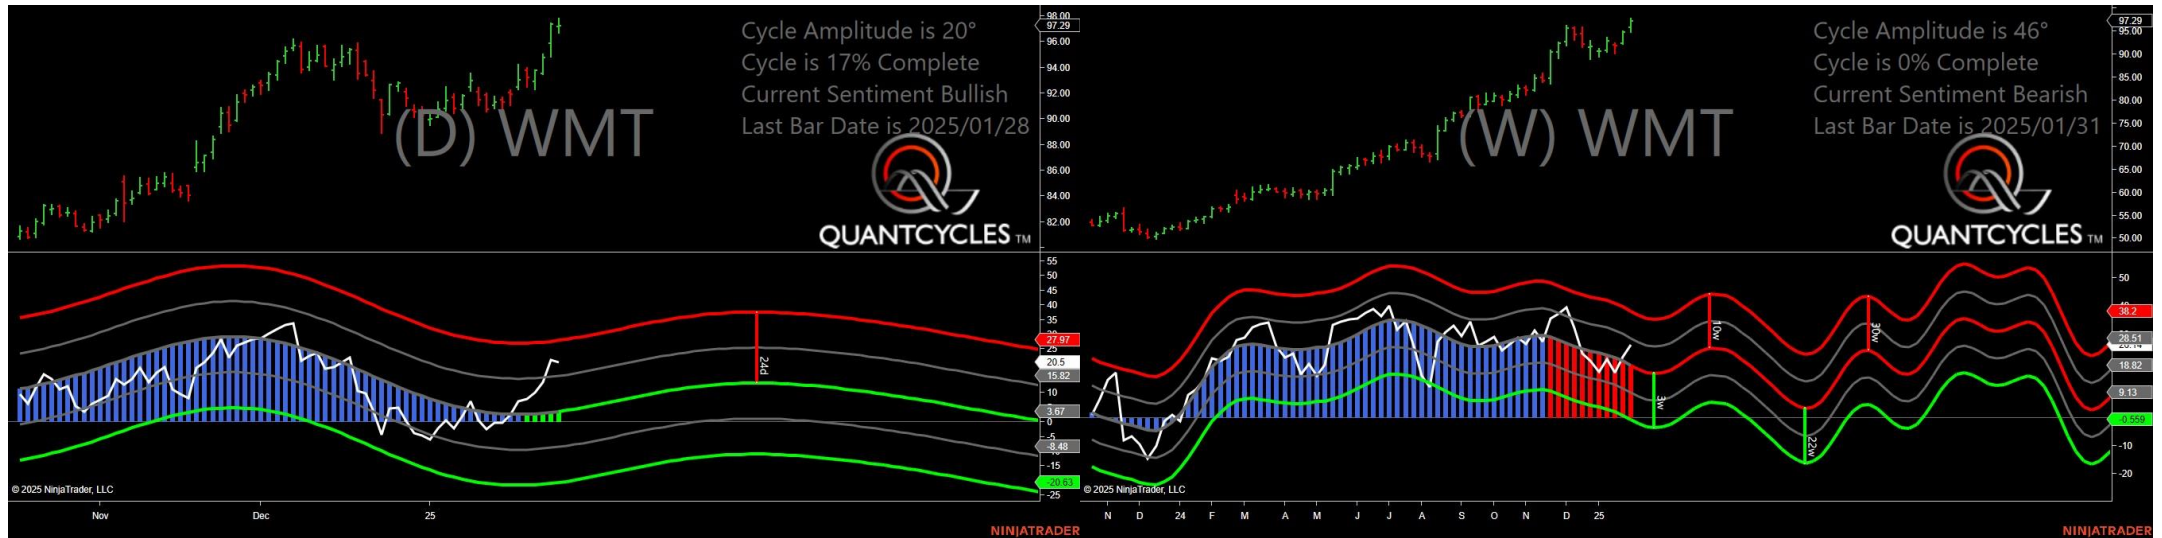 Cycle Amplitude is 20°
Cycle is 17% Complete
Current Sentiment Bullish
Last Bar Date is 2025/01/28
(D) WMT
QUANTCYCLES TM
98.00
97.29
96.00
94.00
92.00
90.00
88.00
86.00
84.00
82.00
55
50
45
40
35
27.97
25
20.5
15.82
10
3.67
0
-5
-8.48
-15
-20.63
-25
24d
© 2025 NinjaTrader, LLC
Nov Dec 25
NINJATRADER
Cycle Amplitude is 46°
Cycle is 0% Complete
Current Sentiment Bearish
Last Bar Date is 2025/01/31
(W) WMT
QUANTCYCLES TM
97.29
95.00
90.00
85.00
80.00
75.00
70.00
65.00
60.00
55.00
50.00
50
38.2
28.51
18.82
9.13
-0.559
-10
-20
3w
10w
22w
30w
© 2025 NinjaTrader, LLC
N D 24 F M A M J J A S O N D 25
NINJATRADER